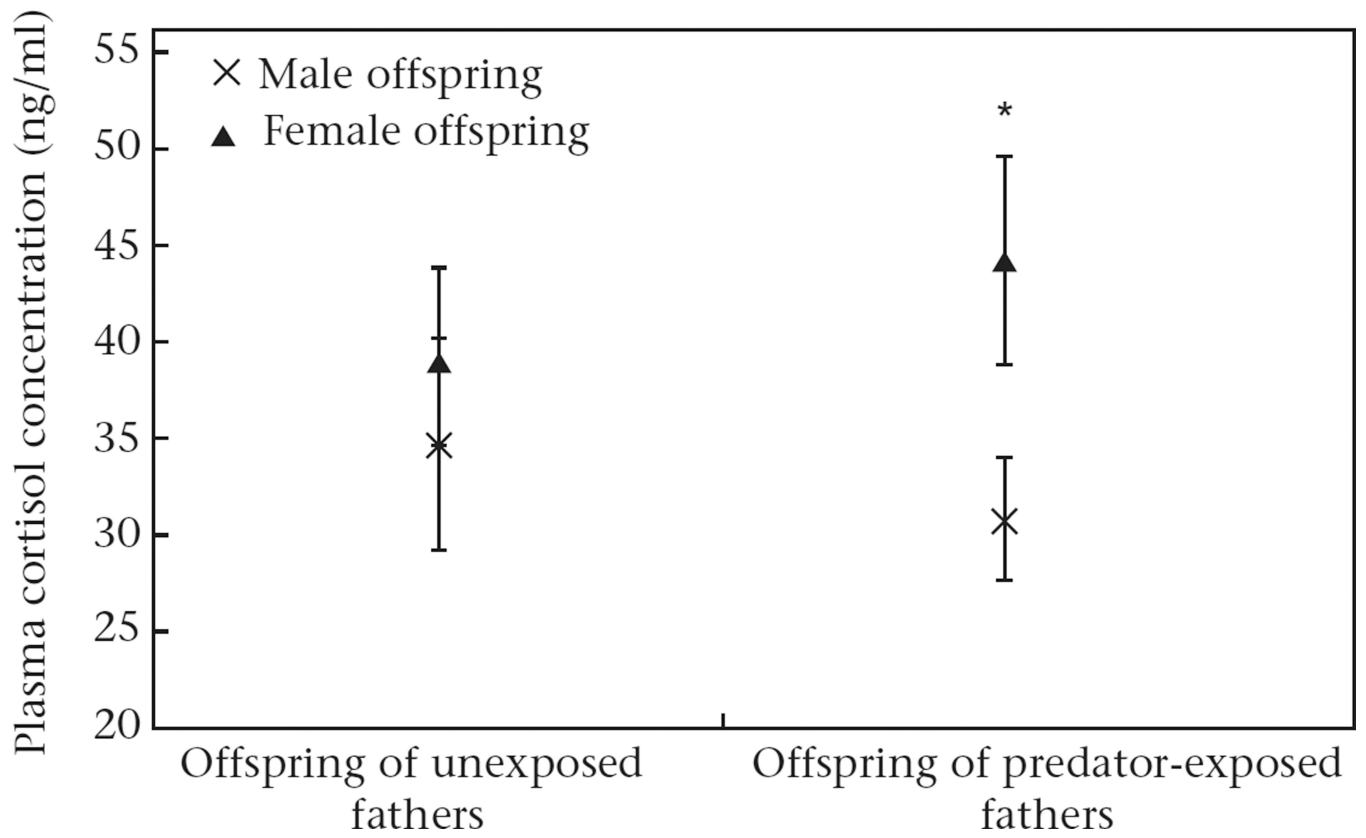 Plasma cortisol concentration (ng/ml)
55
50
45
40
35
30
25
20
× Male offspring
▲ Female offspring
*
Offspring of unexposed
fathers
Offspring of predator-exposed
fathers